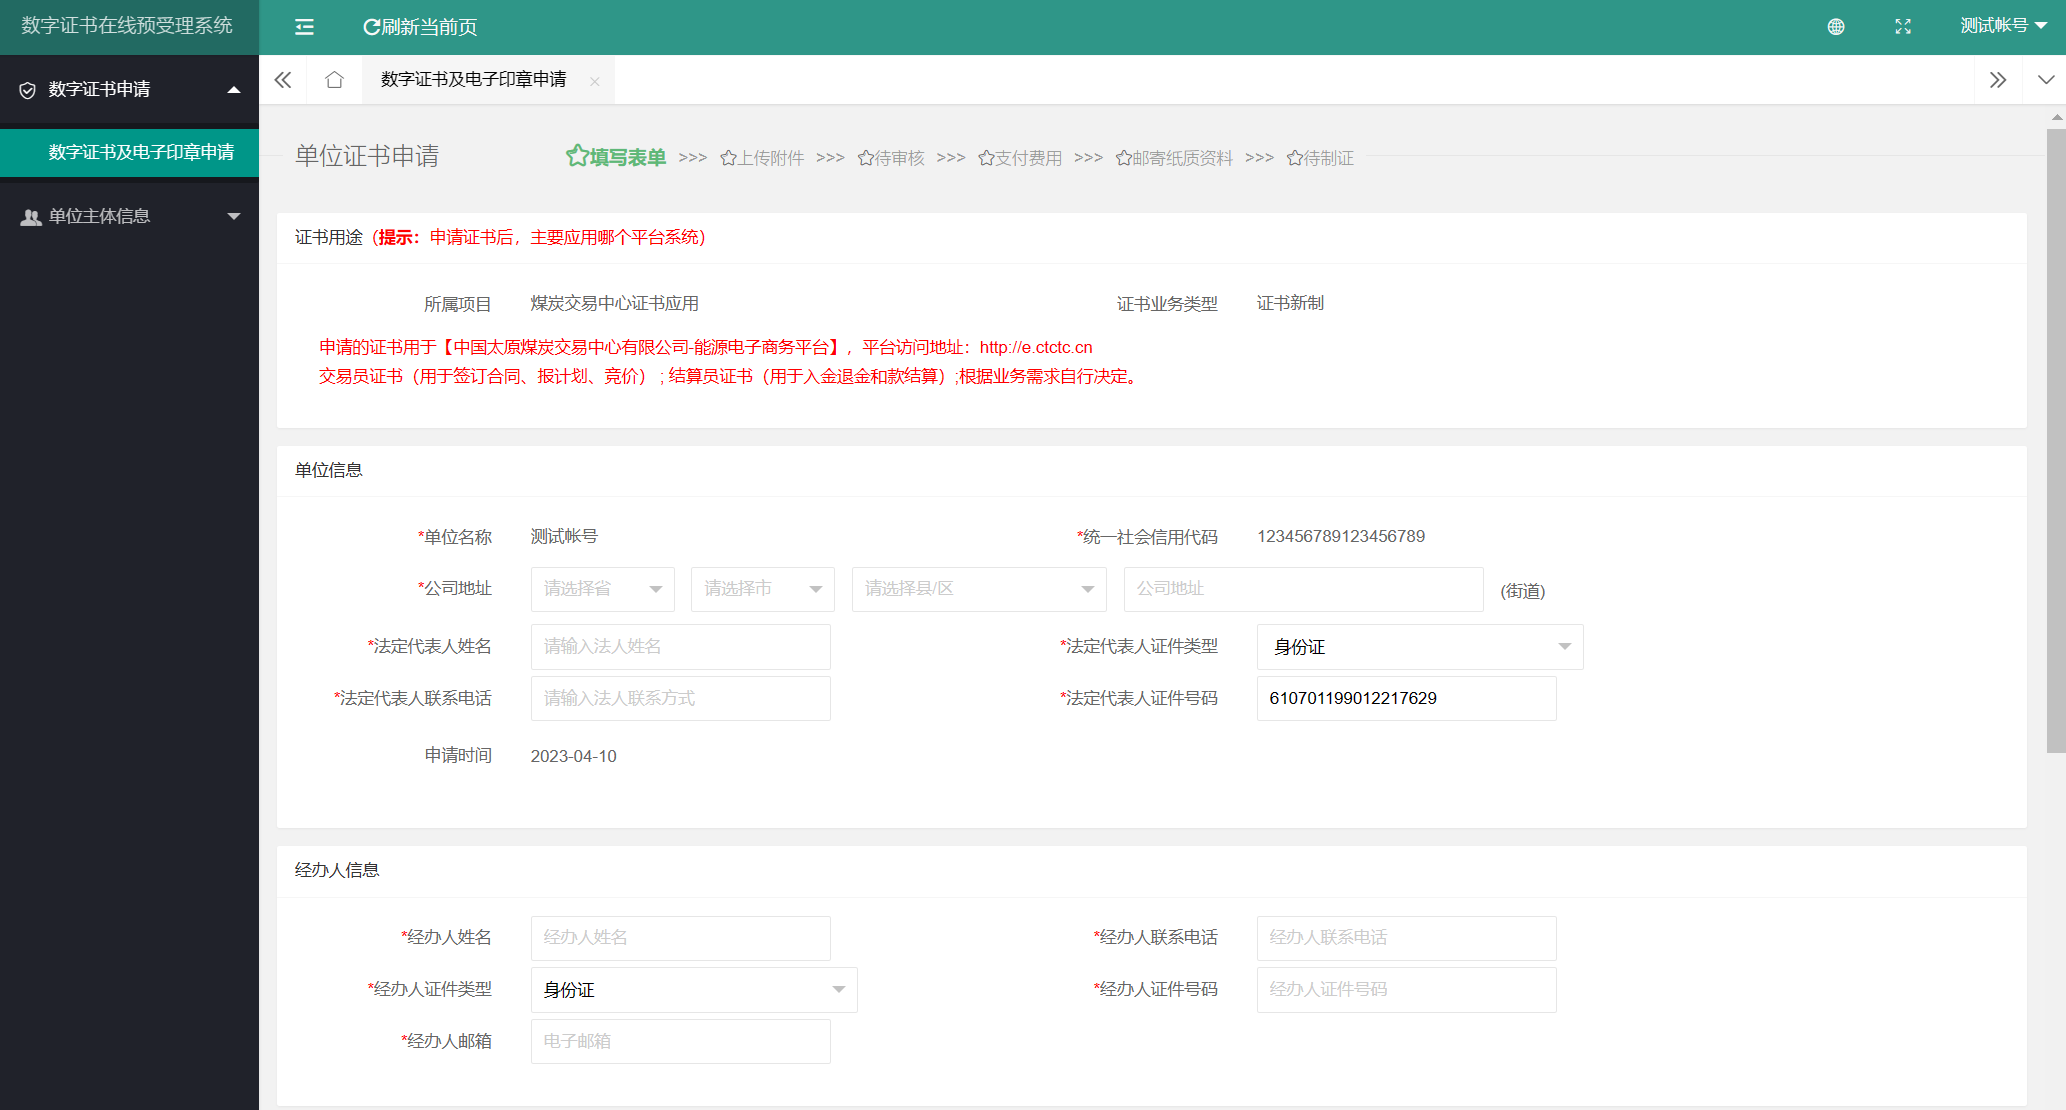 数字证书在线预受理系统
刷新当前页
测试帐号
数字证书申请
数字证书及电子印章申请
数字证书及电子印章申请
单位主体信息
单位证书申请
填写表单 >>> 上传附件 >>> 待审核 >>> 支付费用 >>> 邮寄纸质资料 >>> 待制证
证书用途（提示：申请证书后，主要应用哪个平台系统）
所属项目 煤炭交易中心证书应用 证书业务类型 证书新制
申请的证书用于【中国太原煤炭交易中心有限公司-能源电子商务平台】，平台访问地址：http://e.ctctc.cn
交易员证书（用于签订合同、报计划、竞价）；结算员证书（用于入金退金和款结算）;根据业务需求自行决定。
单位信息
*单位名称 测试帐号 *统一社会信用代码 123456789123456789
*公司地址 请选择省 请选择市 请选择县/区 公司地址 (街道)
*法定代表人姓名 请输入法人姓名 *法定代表人证件类型 身份证
*法定代表人联系电话 请输入法人联系方式 *法定代表人证件号码 610701199012217629
申请时间 2023-04-10
经办人信息
*经办人姓名 经办人姓名 *经办人联系电话 经办人联系电话
*经办人证件类型 身份证 *经办人证件号码 经办人证件号码
*经办人邮箱 电子邮箱